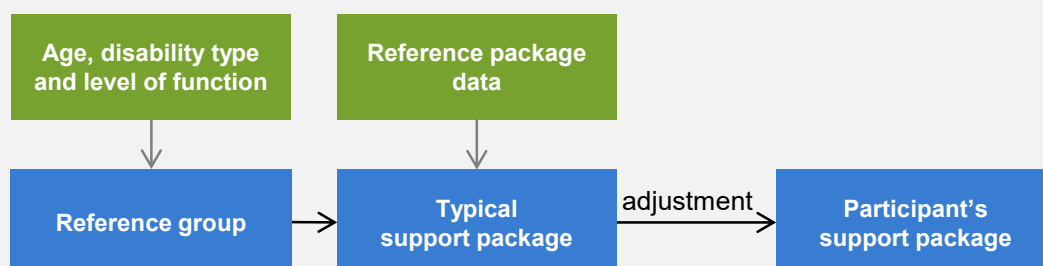 Age, disability type
and level of function
Reference package
data
Reference group
Typical
support package
adjustment
Participant's
support package